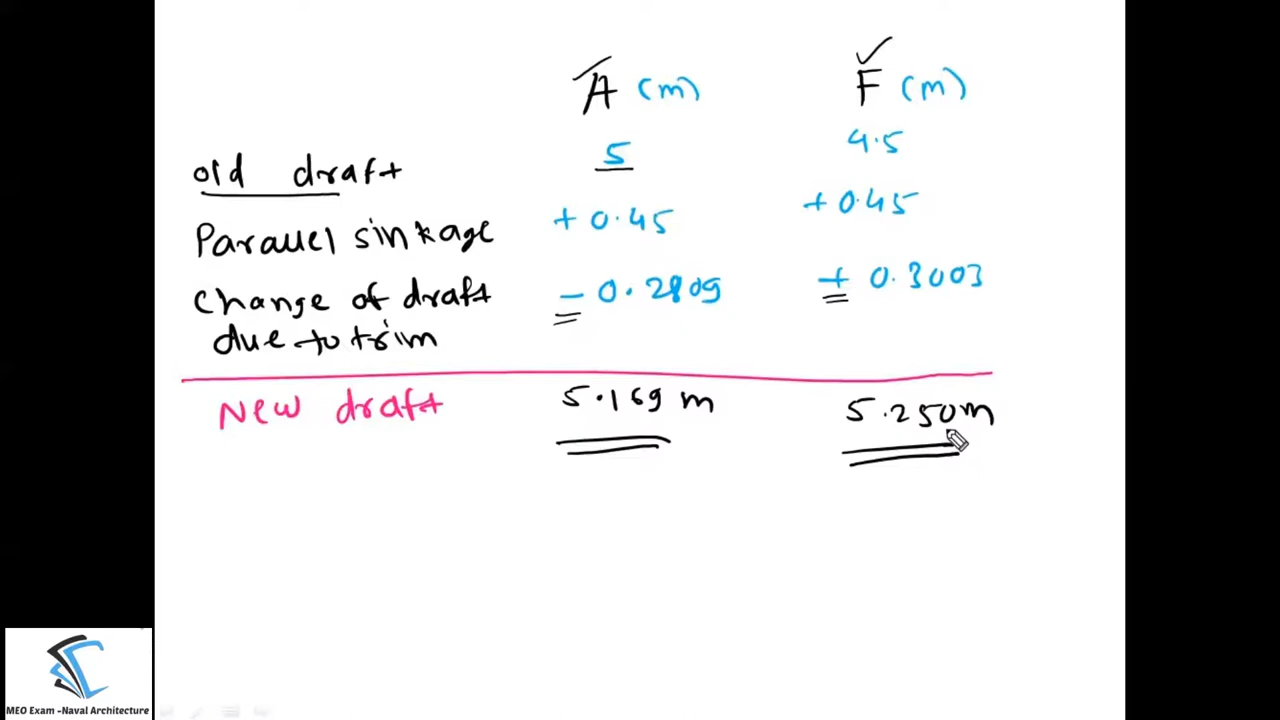 A (m) F (m)
old draft 5 4.5
Parallel sinkage + 0.45 + 0.45
Change of draft - 0.2809 + 0.3003
due to trim
New draft 5.169 m 5.250m
MEO Exam -Naval Architecture